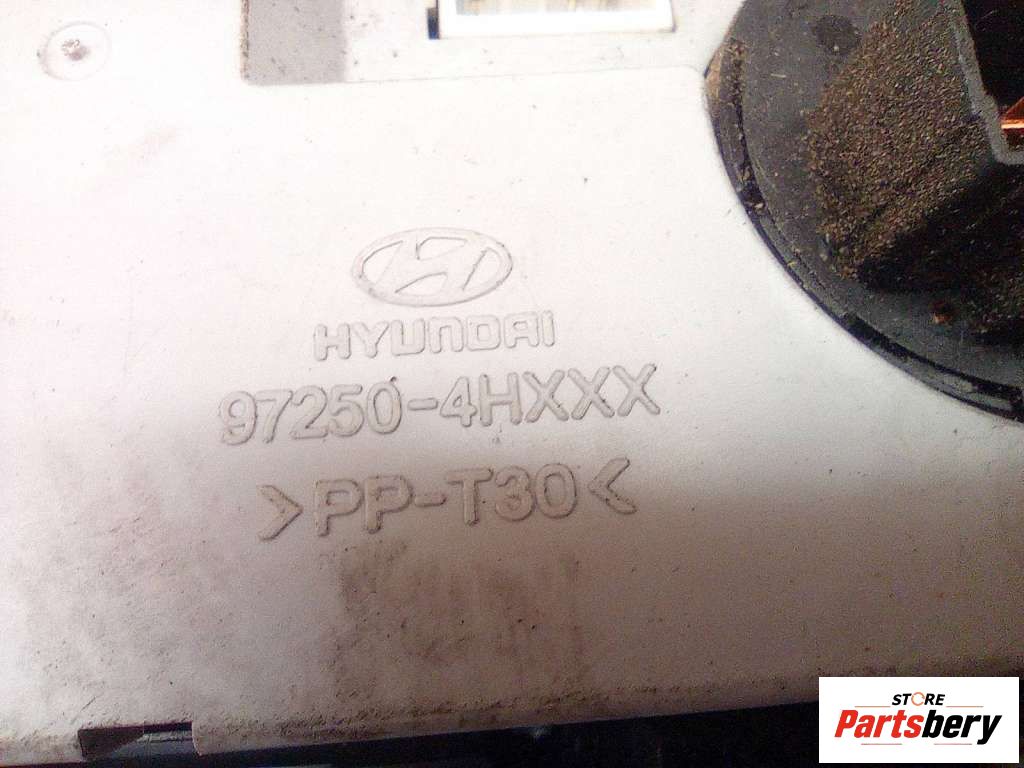 HYUNDAI
97250-4HXXX
>PP-T30<
STORE
Partsbery